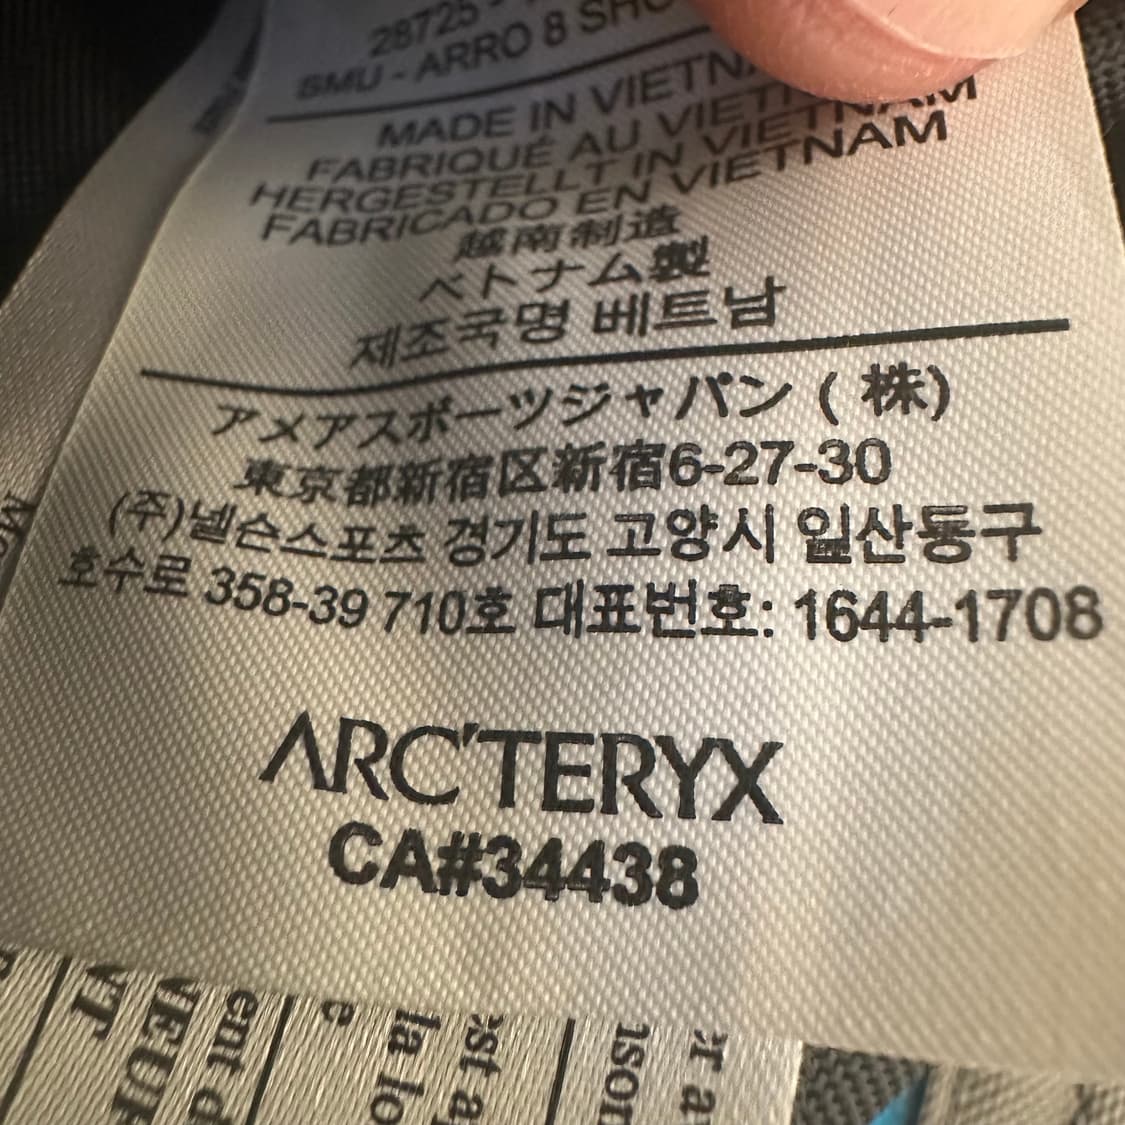 28725
SMU - ARRO 8
MADE IN
FABRIQUÉ AU
HERGESTELLT IN VIETNAM
FABRICADO EN VIETNAM
越南制造
ベトナム製
제조국명 베트남
アメアスポーツジャパン ( 株)
東京都新宿区新宿6-27-30
(주)넬슨스포츠 경기도 고양시 일산동구
호수로 358-39 710호 대표번호: 1644-1708
ARC'TERYX
CA#34438